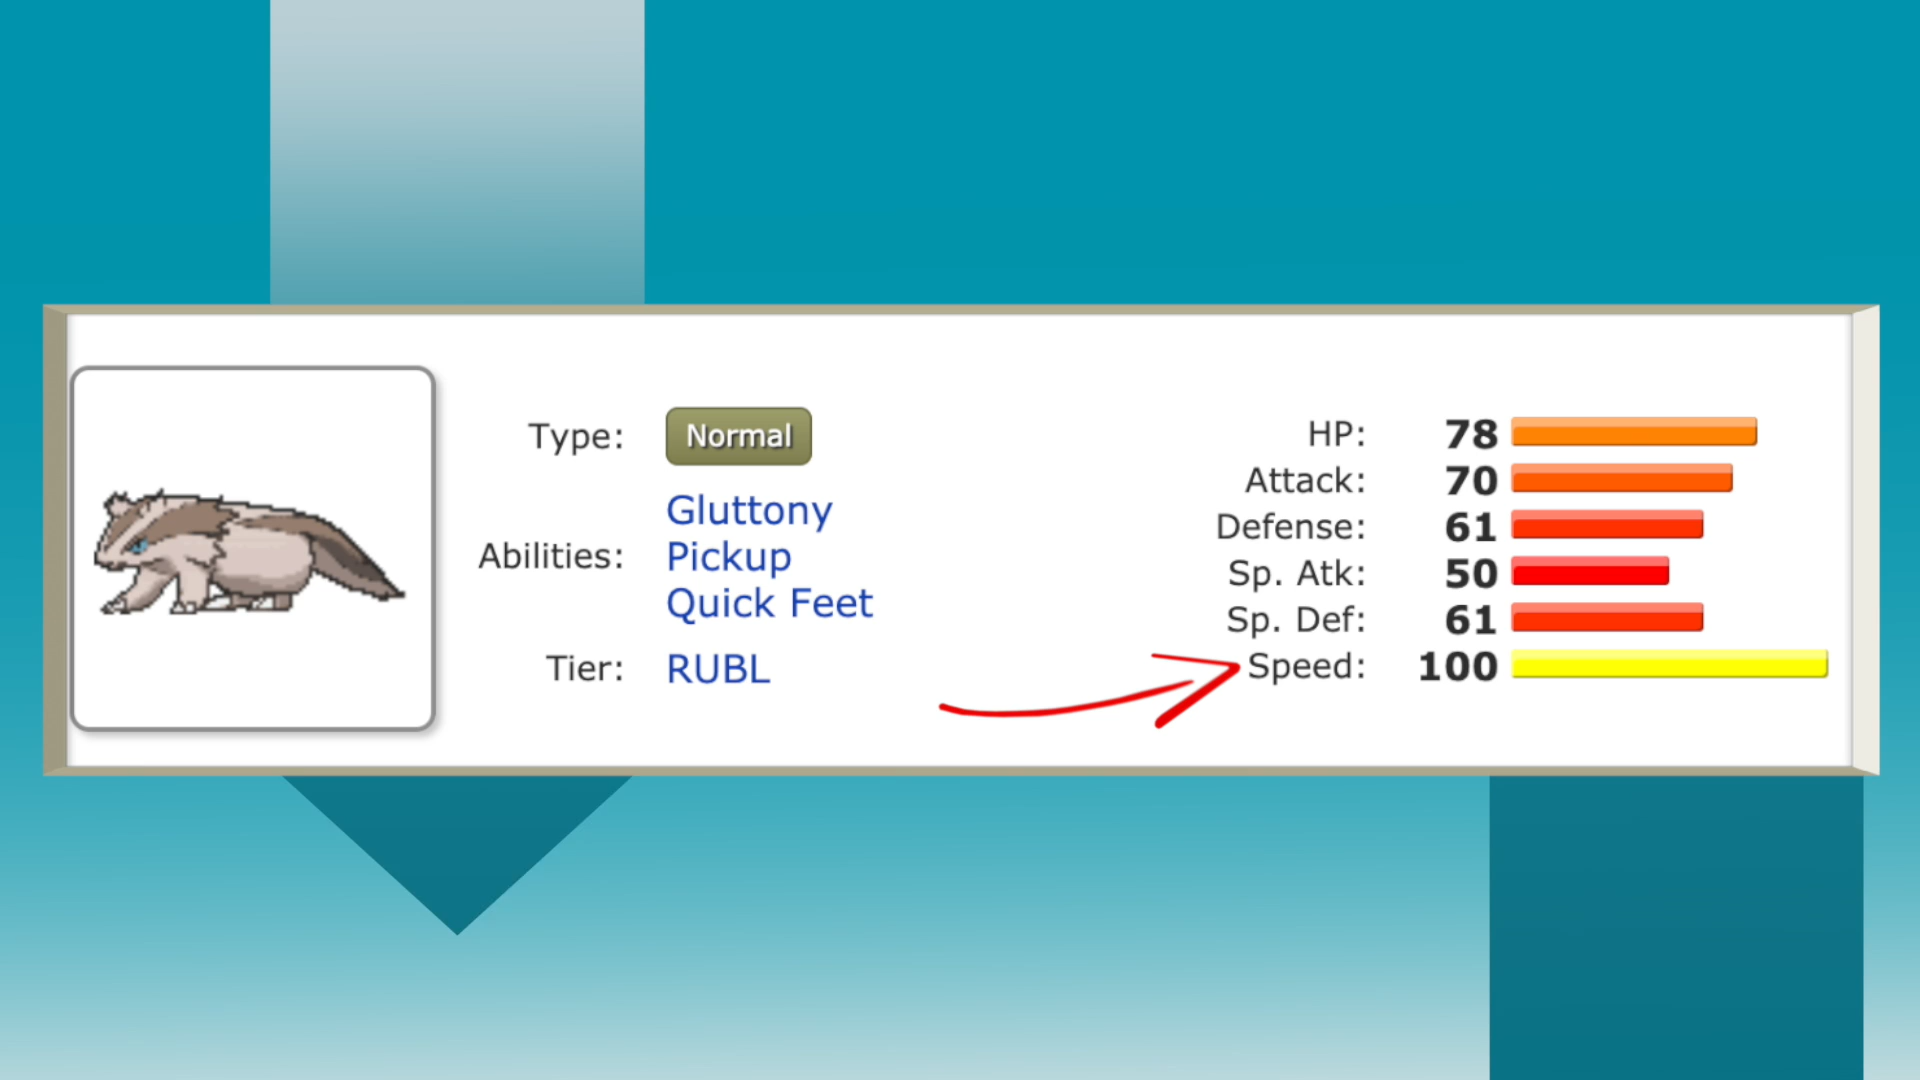 Type: Normal
Abilities: Gluttony
Pickup
Quick Feet
Tier: RUBL
HP: 78
Attack: 70
Defense: 61
Sp. Atk: 50
Sp. Def: 61
Speed: 100